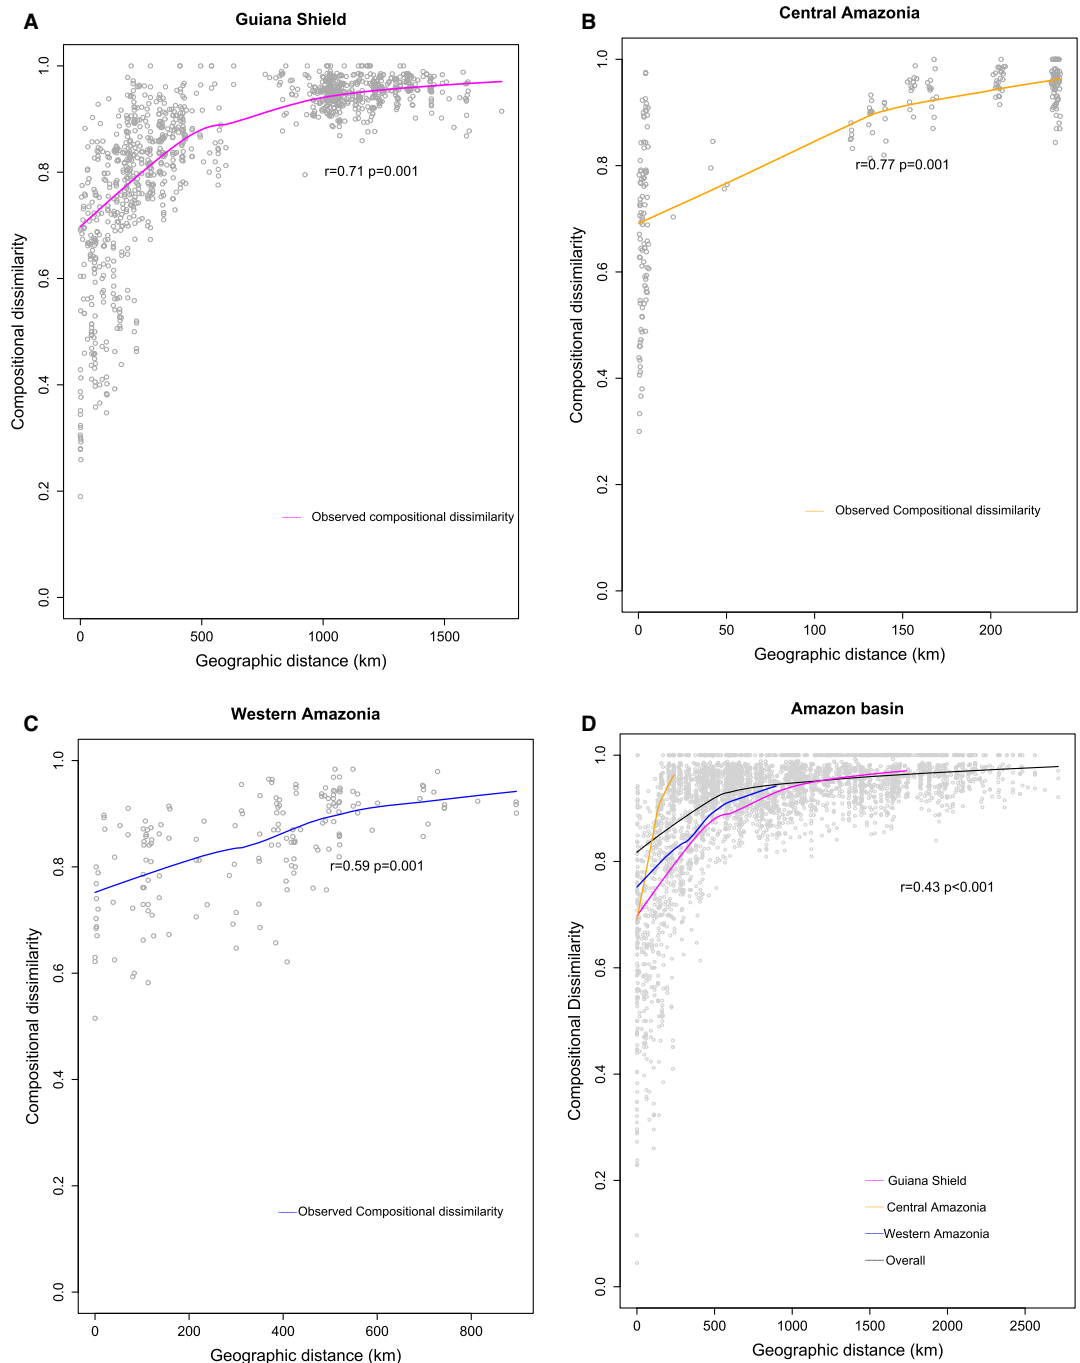 A
Guiana Shield
1.0
0.8
0.6
0.4
0.2
0.0
Compositional dissimilarity
r=0.71 p=0.001
Observed compositional dissimilarity
0 500 1000 1500
Geographic distance (km)
B
Central Amazonia
1.0
0.8
0.6
0.4
0.2
0.0
Compositional dissimilarity
r=0.77 p=0.001
Observed Compositional dissimilarity
0 50 100 150 200
Geographic distance (km)
C
Western Amazonia
1.0
0.8
0.6
0.4
0.2
0.0
Compositional dissimilarity
r=0.59 p=0.001
Observed Compositional dissimilarity
0 200 400 600 800
Geographic distance (km)
D
Amazon basin
1.0
0.8
0.6
0.4
0.2
0.0
Compositional Dissimilarity
r=0.43 p<0.001
Guiana Shield
Central Amazonia
Western Amazonia
Overall
0 500 1000 1500 2000 2500
Geographic distance (km)